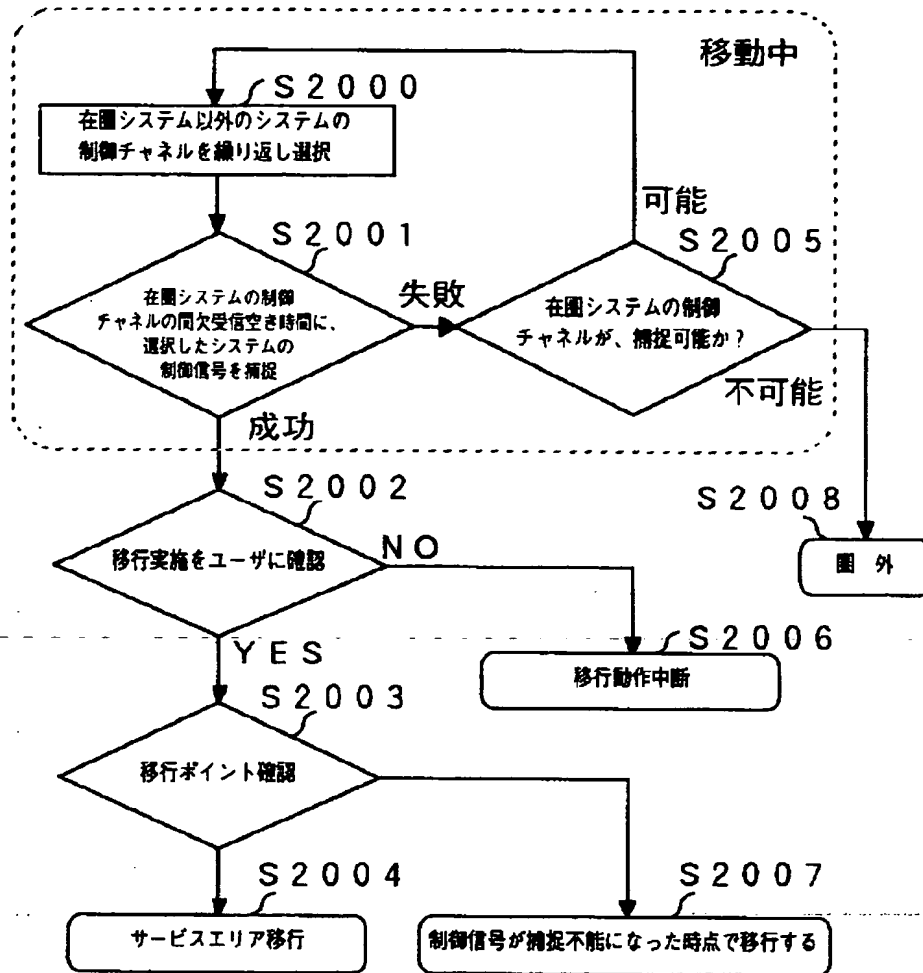 移動中
Ｓ２０００
在圏システム以外のシステムの
制御チャネルを繰り返し選択
可能
Ｓ２００１
Ｓ２００５
在圏システムの制御
チャネルの間欠受信空き時間に、
選択したシステムの
制御信号を捕捉
失敗
在圏システムの制御
チャネルが、捕捉可能か？
不可能
成功
Ｓ２００２
Ｓ２００８
移行実施をユーザに確認
ＮＯ
圏 外
ＹＥＳ
Ｓ２００６
移行動作中断
Ｓ２００３
移行ポイント確認
Ｓ２００４
Ｓ２００７
サービスエリア移行
制御信号が捕捉不能になった時点で移行する